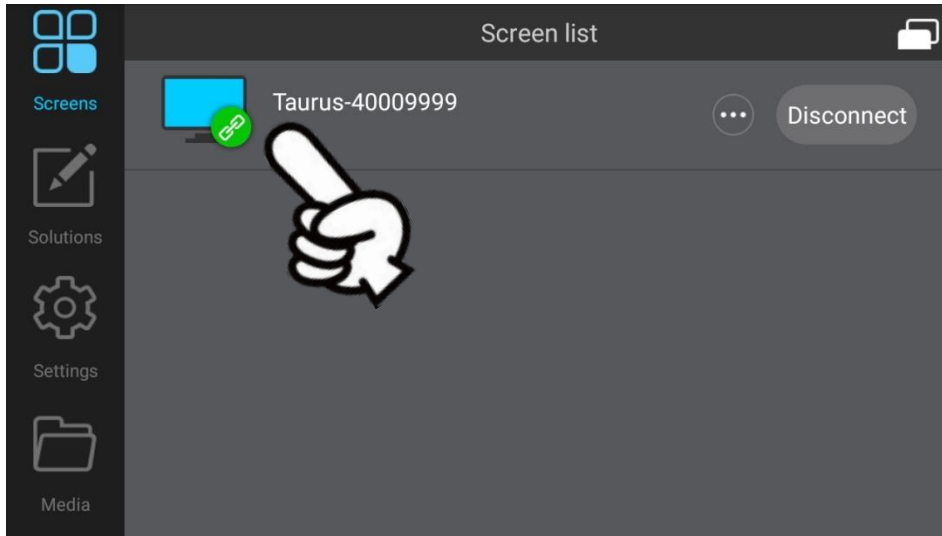 Screen list
Screens
Taurus-40009999
Disconnect
Solutions
Settings
Media